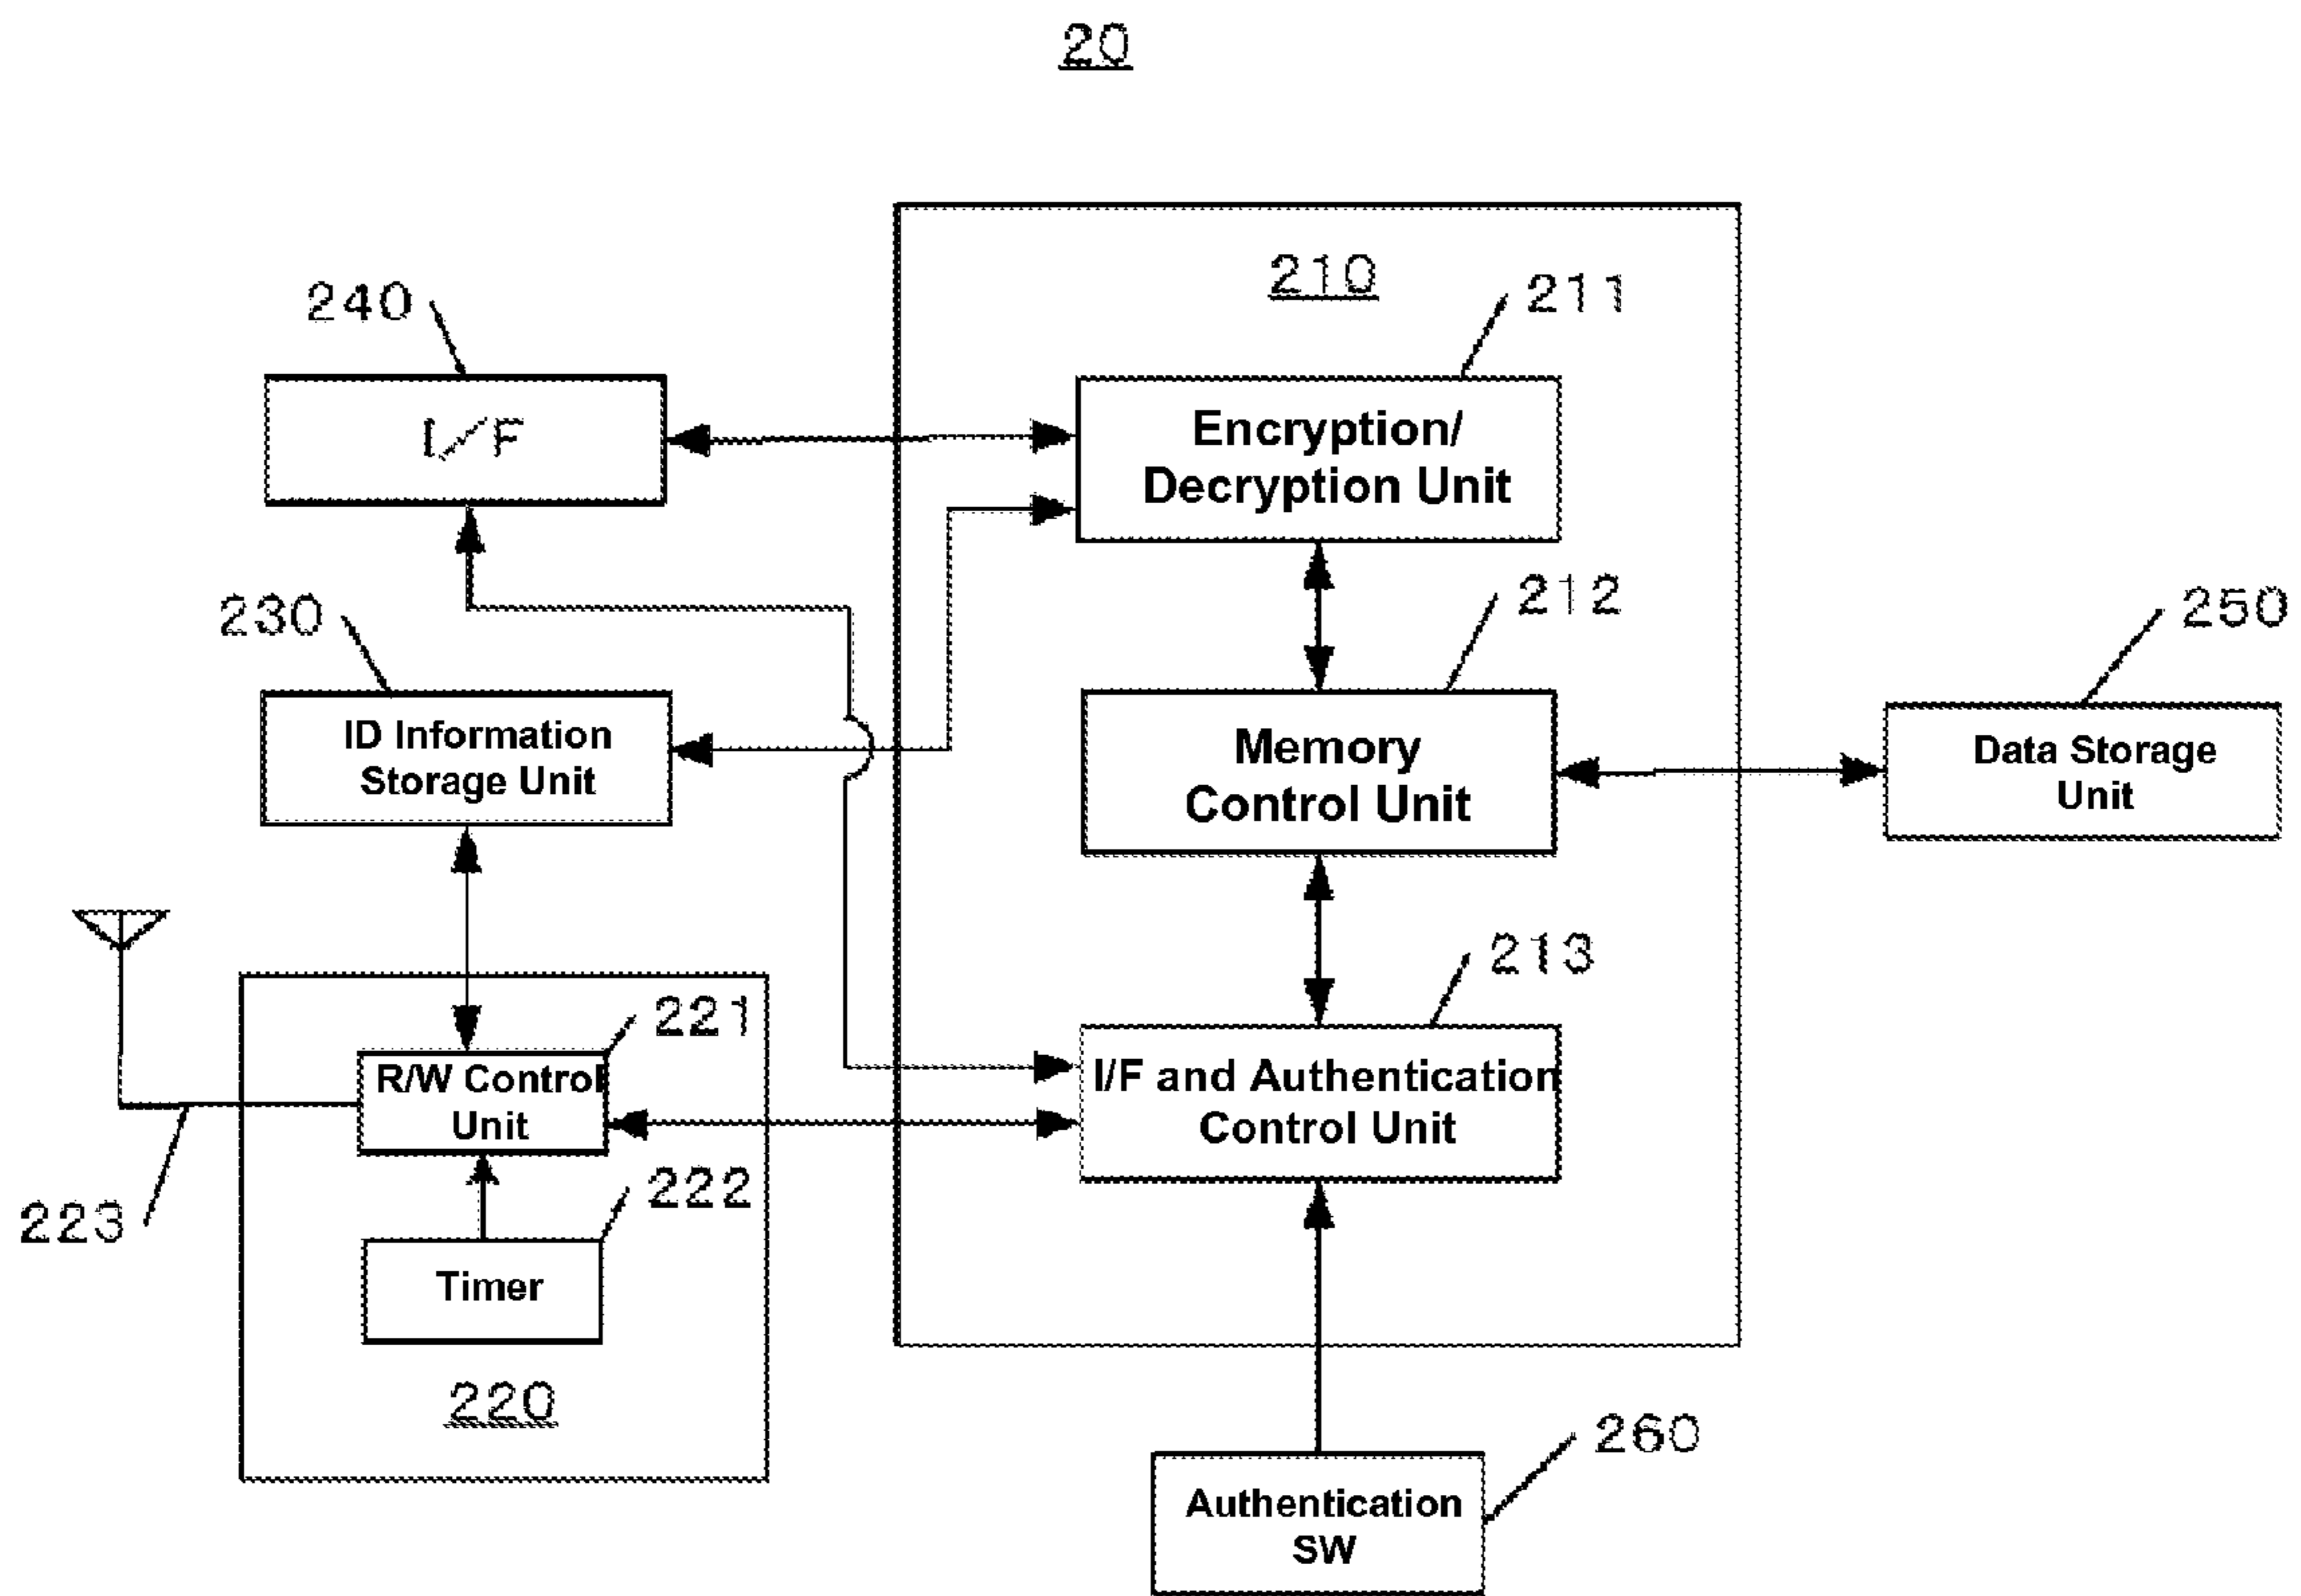 20
210
211
240
I/F
Encryption/
Decryption Unit
212
230
250
ID Information
Storage Unit
Memory
Control Unit
Data Storage
Unit
213
221
R/W Control
Unit
I/F and Authentication
Control Unit
222
223
Timer
220
260
Authentication
SW